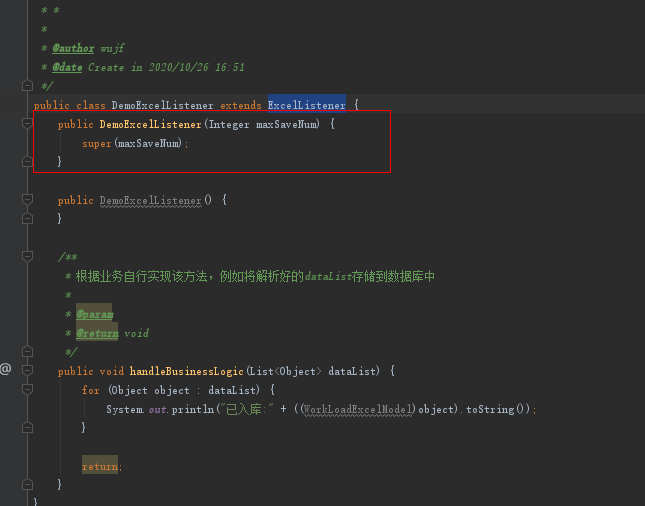 * *
*
* @author wujf
* @date Create in 2020/10/26 16:51
*/
public class DemoExcelListener extends ExcelListener {
public DemoExcelListener(Integer maxSaveNum) {
super(maxSaveNum);
}
public DemoExcelListener() {
}
/**
* 根据业务自行实现该方法，例如将解析好的dataList存储到数据库中
*
* @param
* @return void
*/
@ public void handleBusinessLogic(List<Object> dataList) {
for (Object object : dataList) {
System.out.println("已入库:" + ((WorkLoadExcelModel)object).toString());
}
return;
}
}